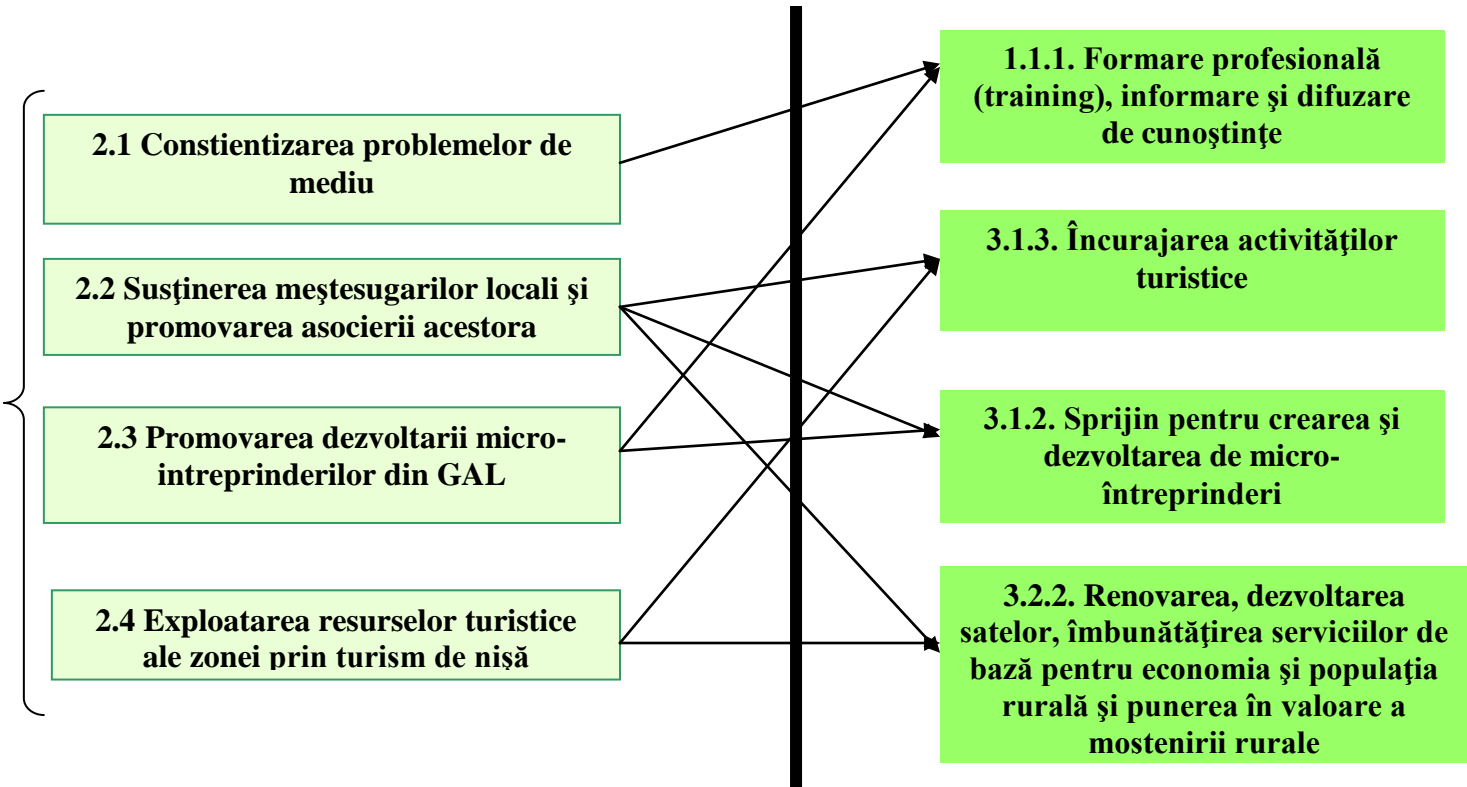 2.1 Constientizarea problemelor de
mediu
2.2 Susţinerea meştesugarilor locali şi
promovarea asocierii acestora
2.3 Promovarea dezvoltarii micro-
intreprinderilor din GAL
2.4 Exploatarea resurselor turistice
ale zonei prin turism de nişă
1.1.1. Formare profesională
(training), informare şi difuzare
de cunoştinţe
3.1.3. Încurajarea activităţilor
turistice
3.1.2. Sprijin pentru crearea şi
dezvoltarea de micro-
întreprinderi
3.2.2. Renovarea, dezvoltarea
satelor, îmbunătăţirea serviciilor de
bază pentru economia şi populaţia
rurală şi punerea în valoare a
mostenirii rurale